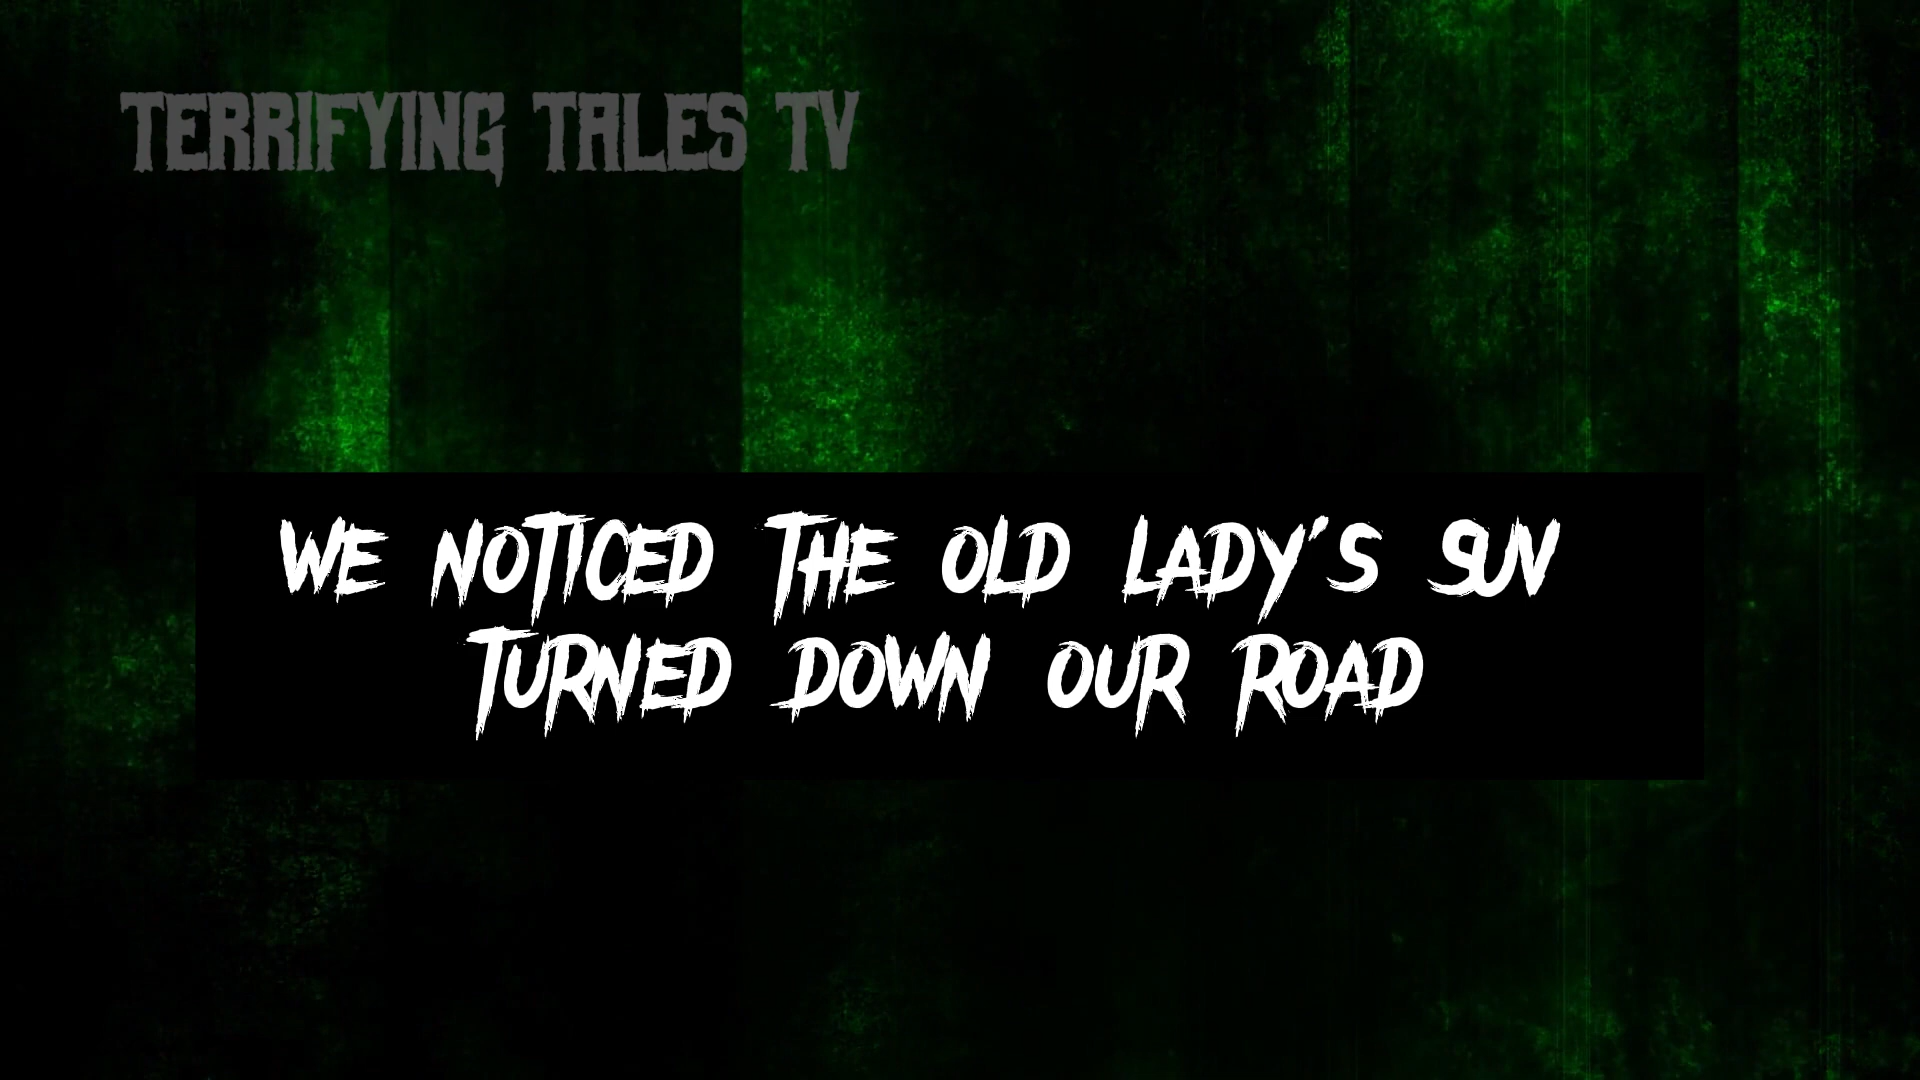 TERRIFYING TALES TV
WE NOTICED THE OLD LADY'S SUV
TURNED DOWN OUR ROAD